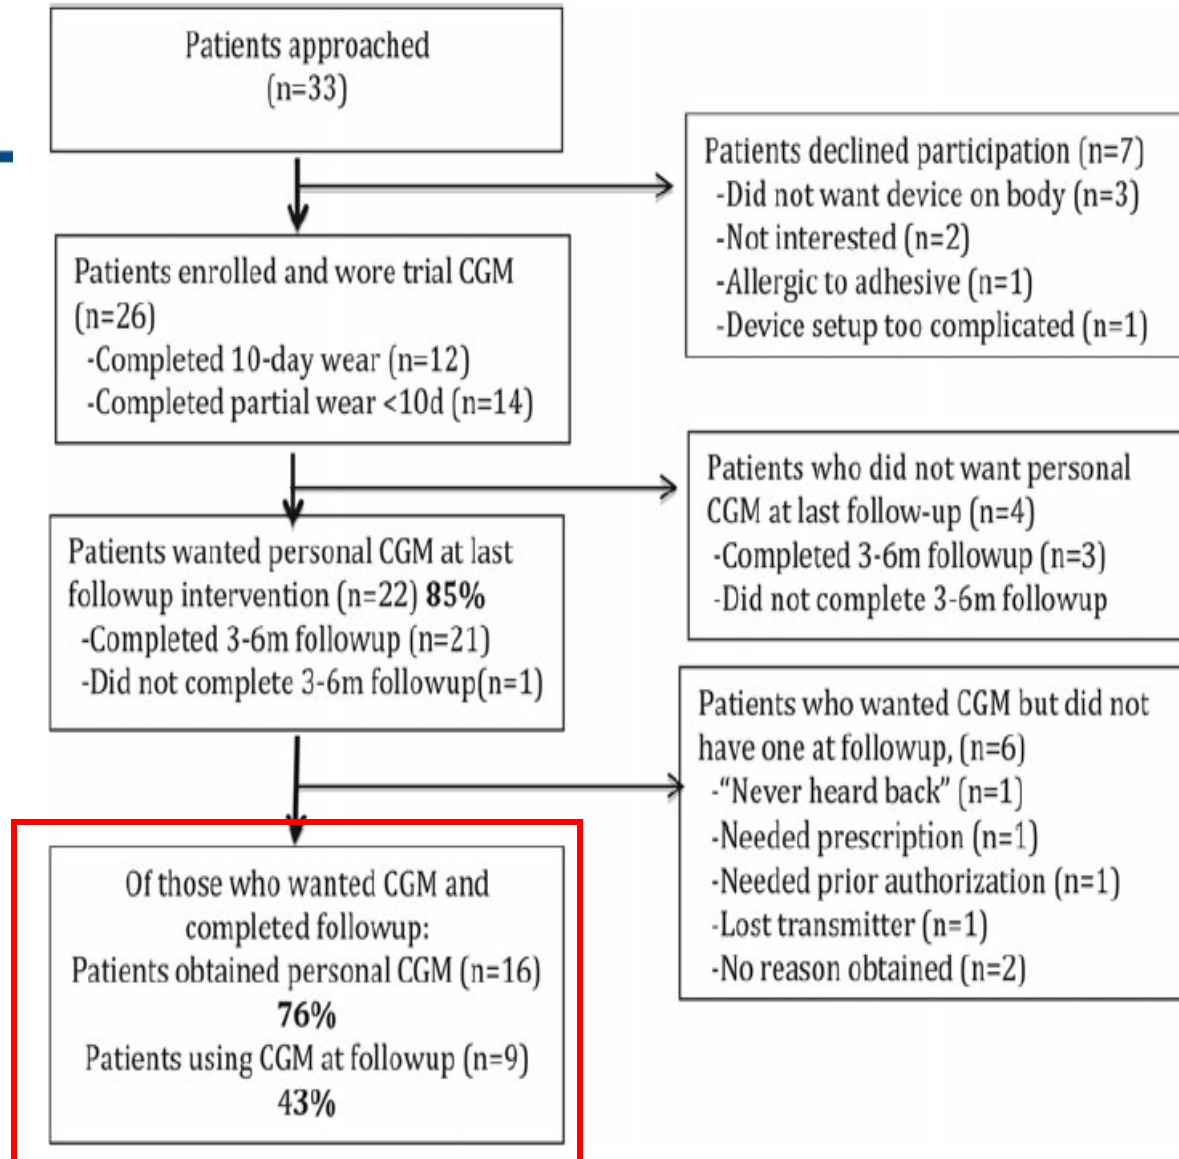 Patients approached
(n=33)
Patients declined participation (n=7)
-Did not want device on body (n=3)
-Not interested (n=2)
-Allergic to adhesive (n=1)
-Device setup too complicated (n=1)
Patients enrolled and wore trial CGM
(n=26)
-Completed 10-day wear (n=12)
-Completed partial wear <10d (n=14)
Patients who did not want personal
CGM at last follow-up (n=4)
-Completed 3-6m followup (n=3)
-Did not complete 3-6m followup
Patients wanted personal CGM at last
followup intervention (n=22) 85%
-Completed 3-6m followup (n=21)
-Did not complete 3-6m followup(n=1)
Patients who wanted CGM but did not
have one at followup, (n=6)
-“Never heard back” (n=1)
-Needed prescription (n=1)
-Needed prior authorization (n=1)
-Lost transmitter (n=1)
-No reason obtained (n=2)
Of those who wanted CGM and
completed followup:
Patients obtained personal CGM (n=16)
76%
Patients using CGM at followup (n=9)
43%